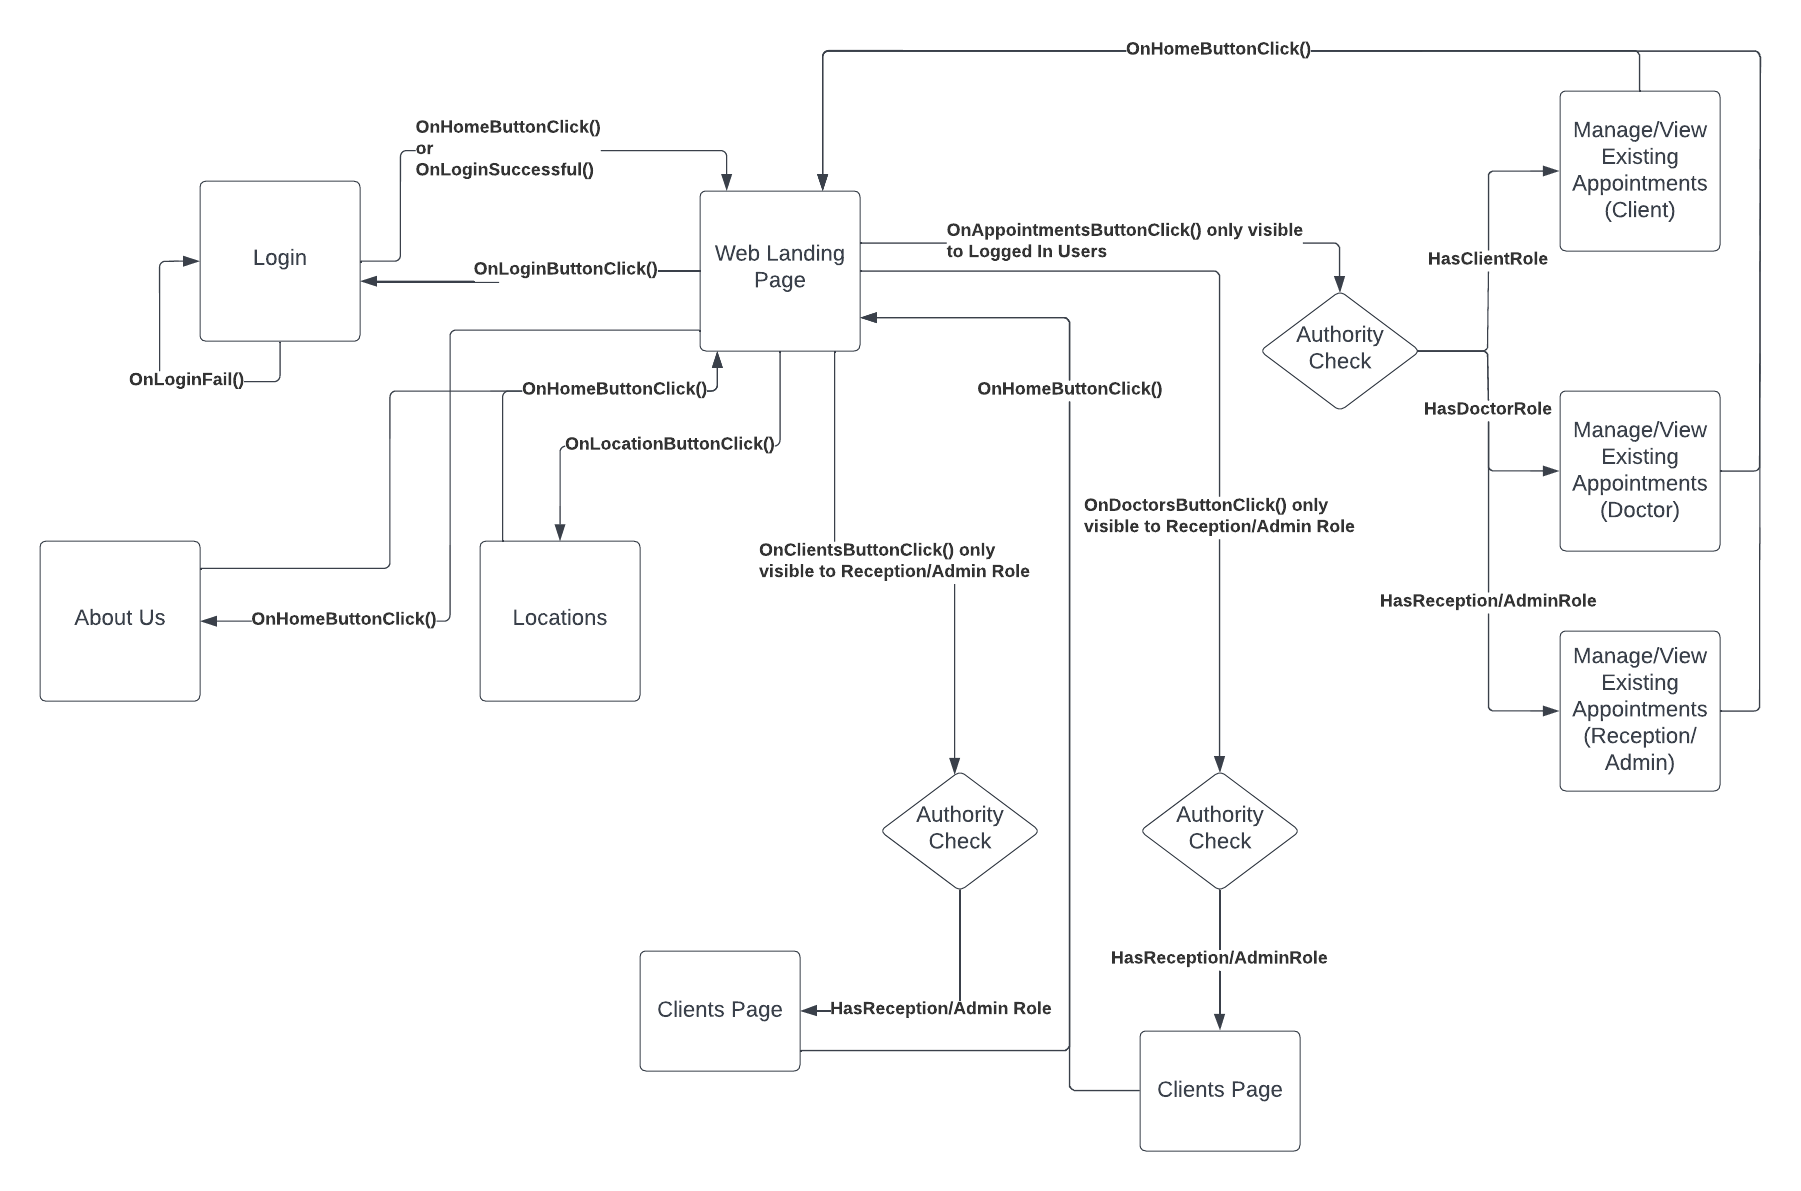 OnHomeButtonClick()
Manage/View
Existing
Appointments
(Client)
OnHomeButtonClick()
or
OnLoginSuccessful()
Login
OnLoginButtonClick()
Web Landing
Page
OnAppointmentsButtonClick() only visible
to Logged In Users
HasClientRole
Authority
Check
OnLoginFail()
OnHomeButtonClick()
OnHomeButtonClick()
HasDoctorRole
Manage/View
Existing
Appointments
(Doctor)
OnLocationButtonClick()
OnDoctorsButtonClick() only
visible to Reception/Admin Role
OnClientsButtonClick() only
visible to Reception/Admin Role
HasReception/AdminRole
About Us
OnHomeButtonClick()
Locations
Manage/View
Existing
Appointments
(Reception/
Admin)
Authority
Check
Authority
Check
HasReception/AdminRole
Clients Page
HasReception/Admin Role
Clients Page